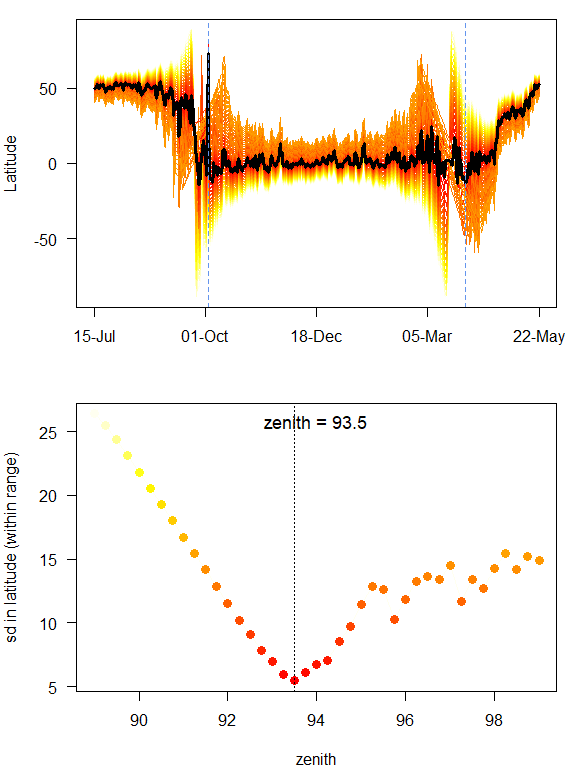 Latitude
50
0
-50
15-Jul 01-Oct 18-Dec 05-Mar 22-May
zenith = 93.5
sd in latitude (within range)
25
20
15
10
5
90 92 94 96 98
zenith